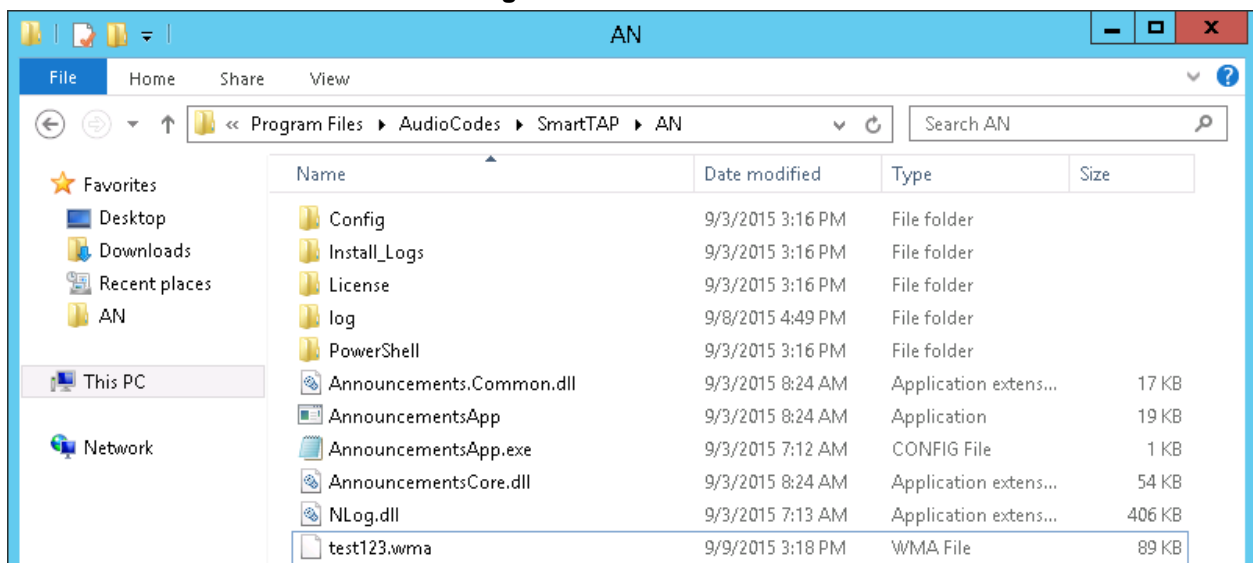 AN
File Home Share View
« Program Files ▸ AudioCodes ▸ SmartTAP ▸ AN Search AN
Name Date modified Type Size
Favorites
Desktop
Downloads
Recent places
AN
This PC
Network
Config 9/3/2015 3:16 PM File folder
Install_Logs 9/3/2015 3:16 PM File folder
License 9/3/2015 3:16 PM File folder
log 9/8/2015 4:49 PM File folder
PowerShell 9/3/2015 3:16 PM File folder
Announcements.Common.dll 9/3/2015 8:24 AM Application extens... 17 KB
AnnouncementsApp 9/3/2015 8:24 AM Application 19 KB
AnnouncementsApp.exe 9/3/2015 7:12 AM CONFIG File 1 KB
AnnouncementsCore.dll 9/3/2015 8:24 AM Application extens... 54 KB
NLog.dll 9/3/2015 7:13 AM Application extens... 406 KB
test123.wma 9/9/2015 3:18 PM WMA File 89 KB